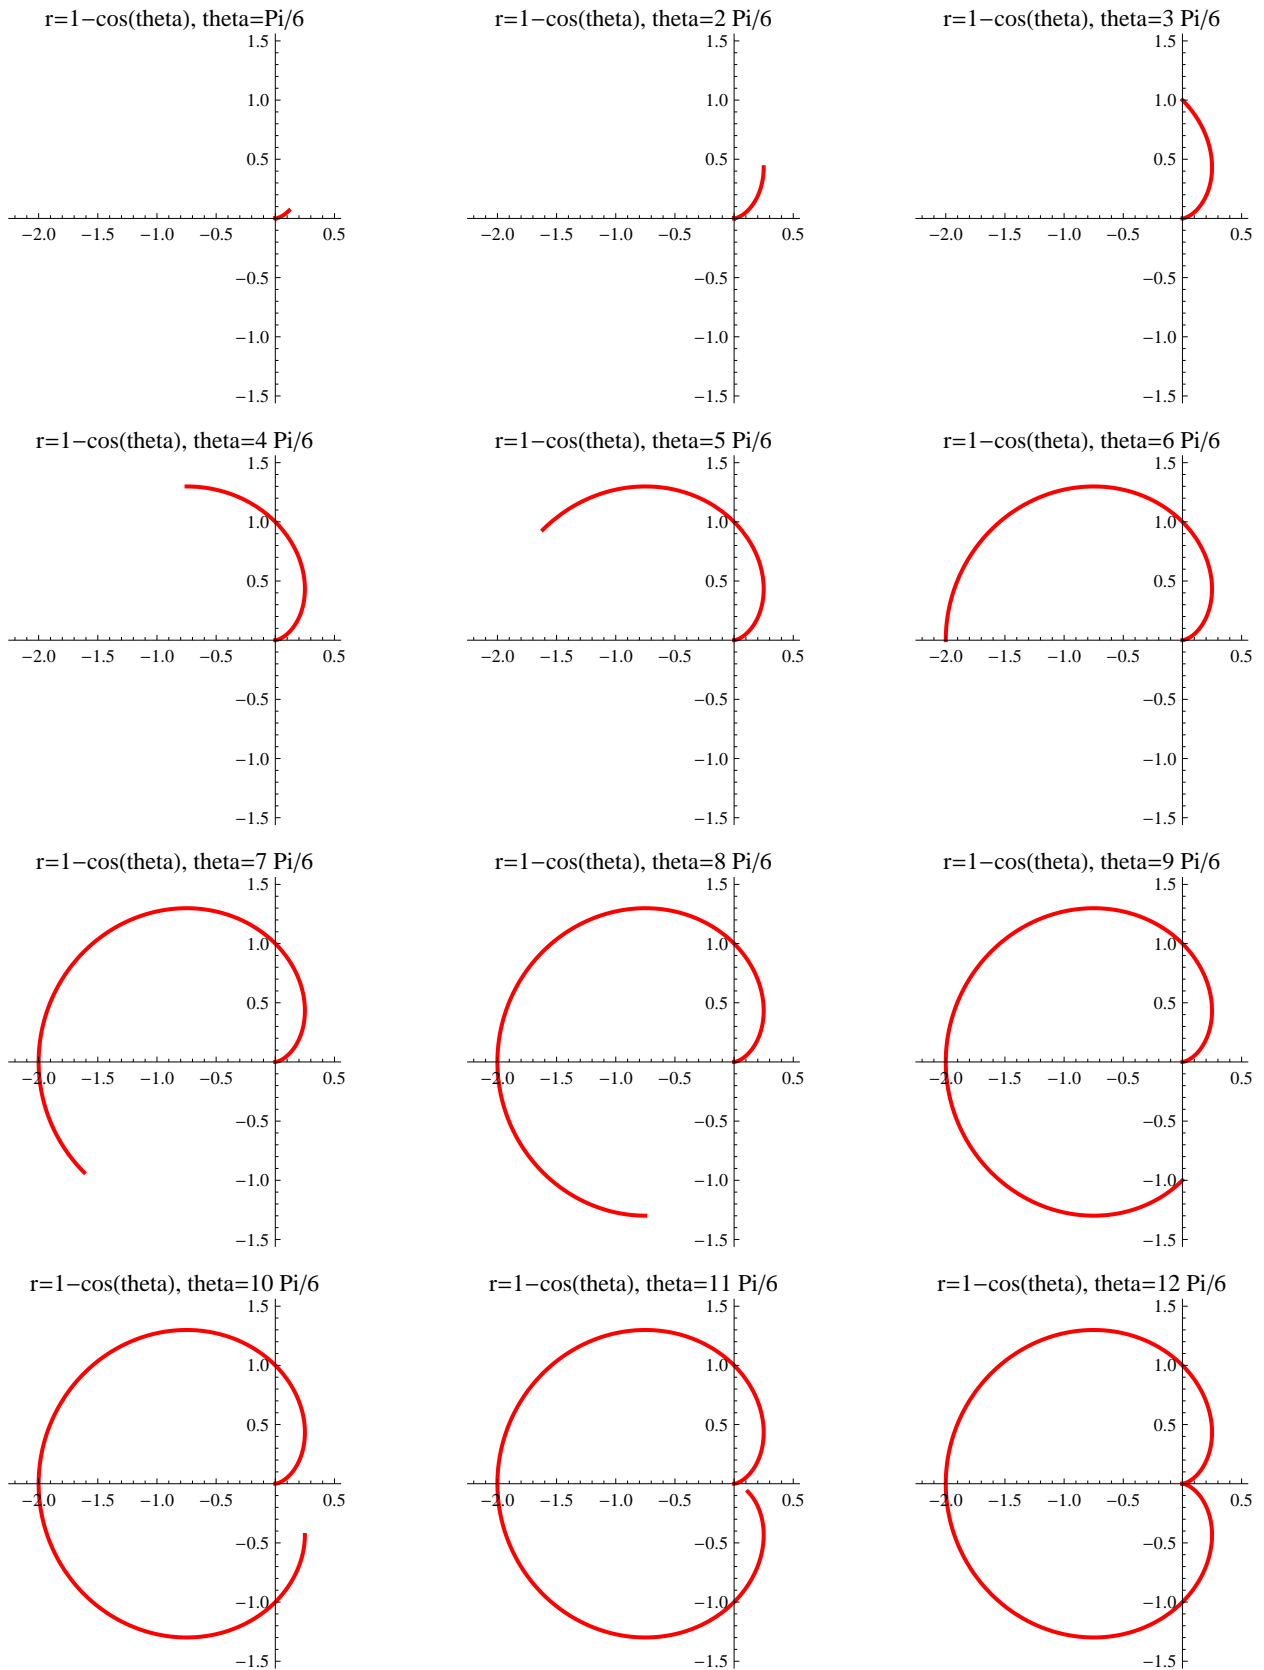 r=1−cos(theta), theta=Pi/6
r=1−cos(theta), theta=2 Pi/6
r=1−cos(theta), theta=3 Pi/6
1.5 1.5 1.5
1.0 1.0 1.0
0.5 0.5 0.5
−2.0 −1.5 −1.0 −0.5 0.5 −2.0 −1.5 −1.0 −0.5 0.5 −2.0 −1.5 −1.0 −0.5 0.5
−0.5 −0.5 −0.5
−1.0 −1.0 −1.0
−1.5 −1.5 −1.5
r=1−cos(theta), theta=4 Pi/6
r=1−cos(theta), theta=5 Pi/6
r=1−cos(theta), theta=6 Pi/6
1.5 1.5 1.5
1.0 1.0 1.0
0.5 0.5 0.5
−2.0 −1.5 −1.0 −0.5 0.5 −2.0 −1.5 −1.0 −0.5 0.5 −2.0 −1.5 −1.0 −0.5 0.5
−0.5 −0.5 −0.5
−1.0 −1.0 −1.0
−1.5 −1.5 −1.5
r=1−cos(theta), theta=7 Pi/6
r=1−cos(theta), theta=8 Pi/6
r=1−cos(theta), theta=9 Pi/6
1.5 1.5 1.5
1.0 1.0 1.0
0.5 0.5 0.5
−2.0 −1.5 −1.0 −0.5 0.5 −2.0 −1.5 −1.0 −0.5 0.5 −2.0 −1.5 −1.0 −0.5 0.5
−0.5 −0.5 −0.5
−1.0 −1.0 −1.0
−1.5 −1.5 −1.5
r=1−cos(theta), theta=10 Pi/6
r=1−cos(theta), theta=11 Pi/6
r=1−cos(theta), theta=12 Pi/6
1.5 1.5 1.5
1.0 1.0 1.0
0.5 0.5 0.5
−2.0 −1.5 −1.0 −0.5 0.5 −2.0 −1.5 −1.0 −0.5 0.5 −2.0 −1.5 −1.0 −0.5 0.5
−0.5 −0.5 −0.5
−1.0 −1.0 −1.0
−1.5 −1.5 −1.5